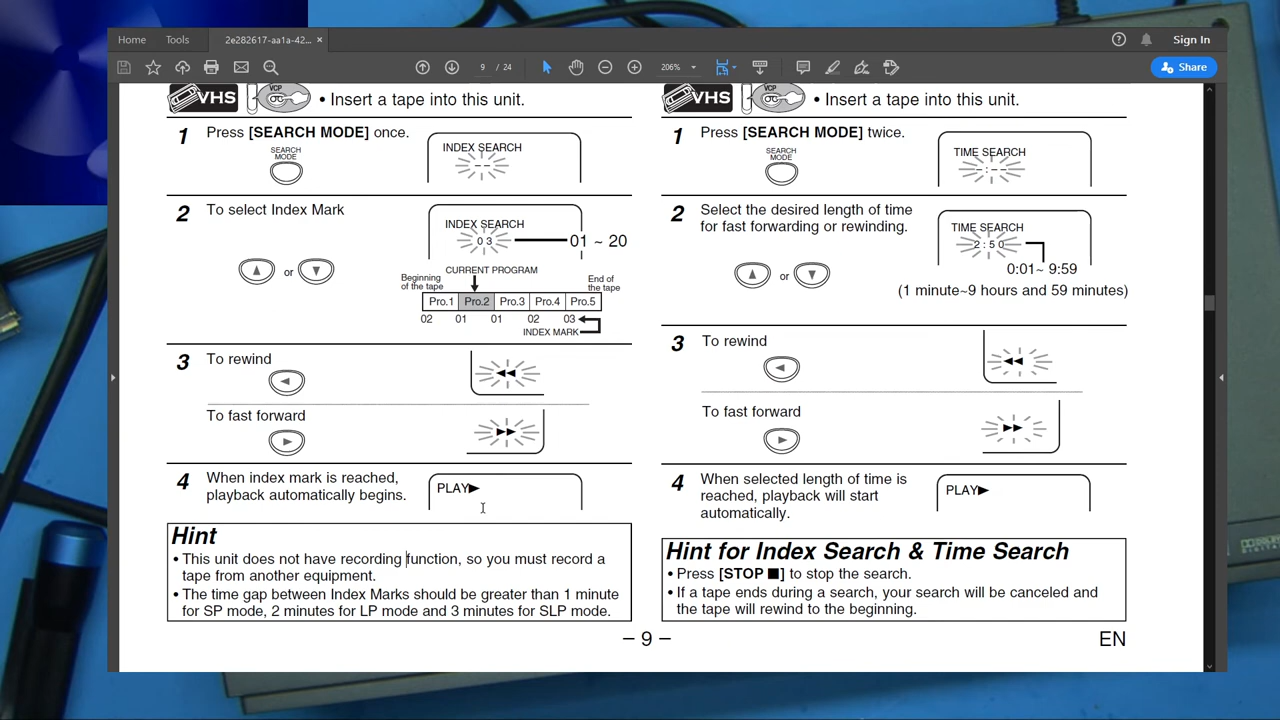 Home
Tools
2e282617-aa1a-42...
×
?
Sign In
9 / 24
206%
Share
VHS
VCP
• Insert a tape into this unit.
1 Press [SEARCH MODE] once.
SEARCH
MODE
INDEX SEARCH
--
2 To select Index Mark
INDEX SEARCH
03
01 ~ 20
▲ or ▼
CURRENT PROGRAM
Beginning
of the tape
End of
the tape
Pro.1 Pro.2 Pro.3 Pro.4 Pro.5
02 01 01 02 03
INDEX MARK
3 To rewind
To fast forward
4 When index mark is reached,
playback automatically begins.
PLAY▶
Hint
• This unit does not have recording function, so you must record a
tape from another equipment.
• The time gap between Index Marks should be greater than 1 minute
for SP mode, 2 minutes for LP mode and 3 minutes for SLP mode.
VHS
VCP
• Insert a tape into this unit.
1 Press [SEARCH MODE] twice.
SEARCH
MODE
TIME SEARCH
-:--
2 Select the desired length of time
for fast forwarding or rewinding.
TIME SEARCH
2:50
▲ or ▼
0:01~ 9:59
(1 minute~9 hours and 59 minutes)
3 To rewind
To fast forward
4 When selected length of time is
reached, playback will start
automatically.
PLAY▶
Hint for Index Search & Time Search
• Press [STOP ■] to stop the search.
• If a tape ends during a search, your search will be canceled and
the tape will rewind to the beginning.
– 9 –
EN